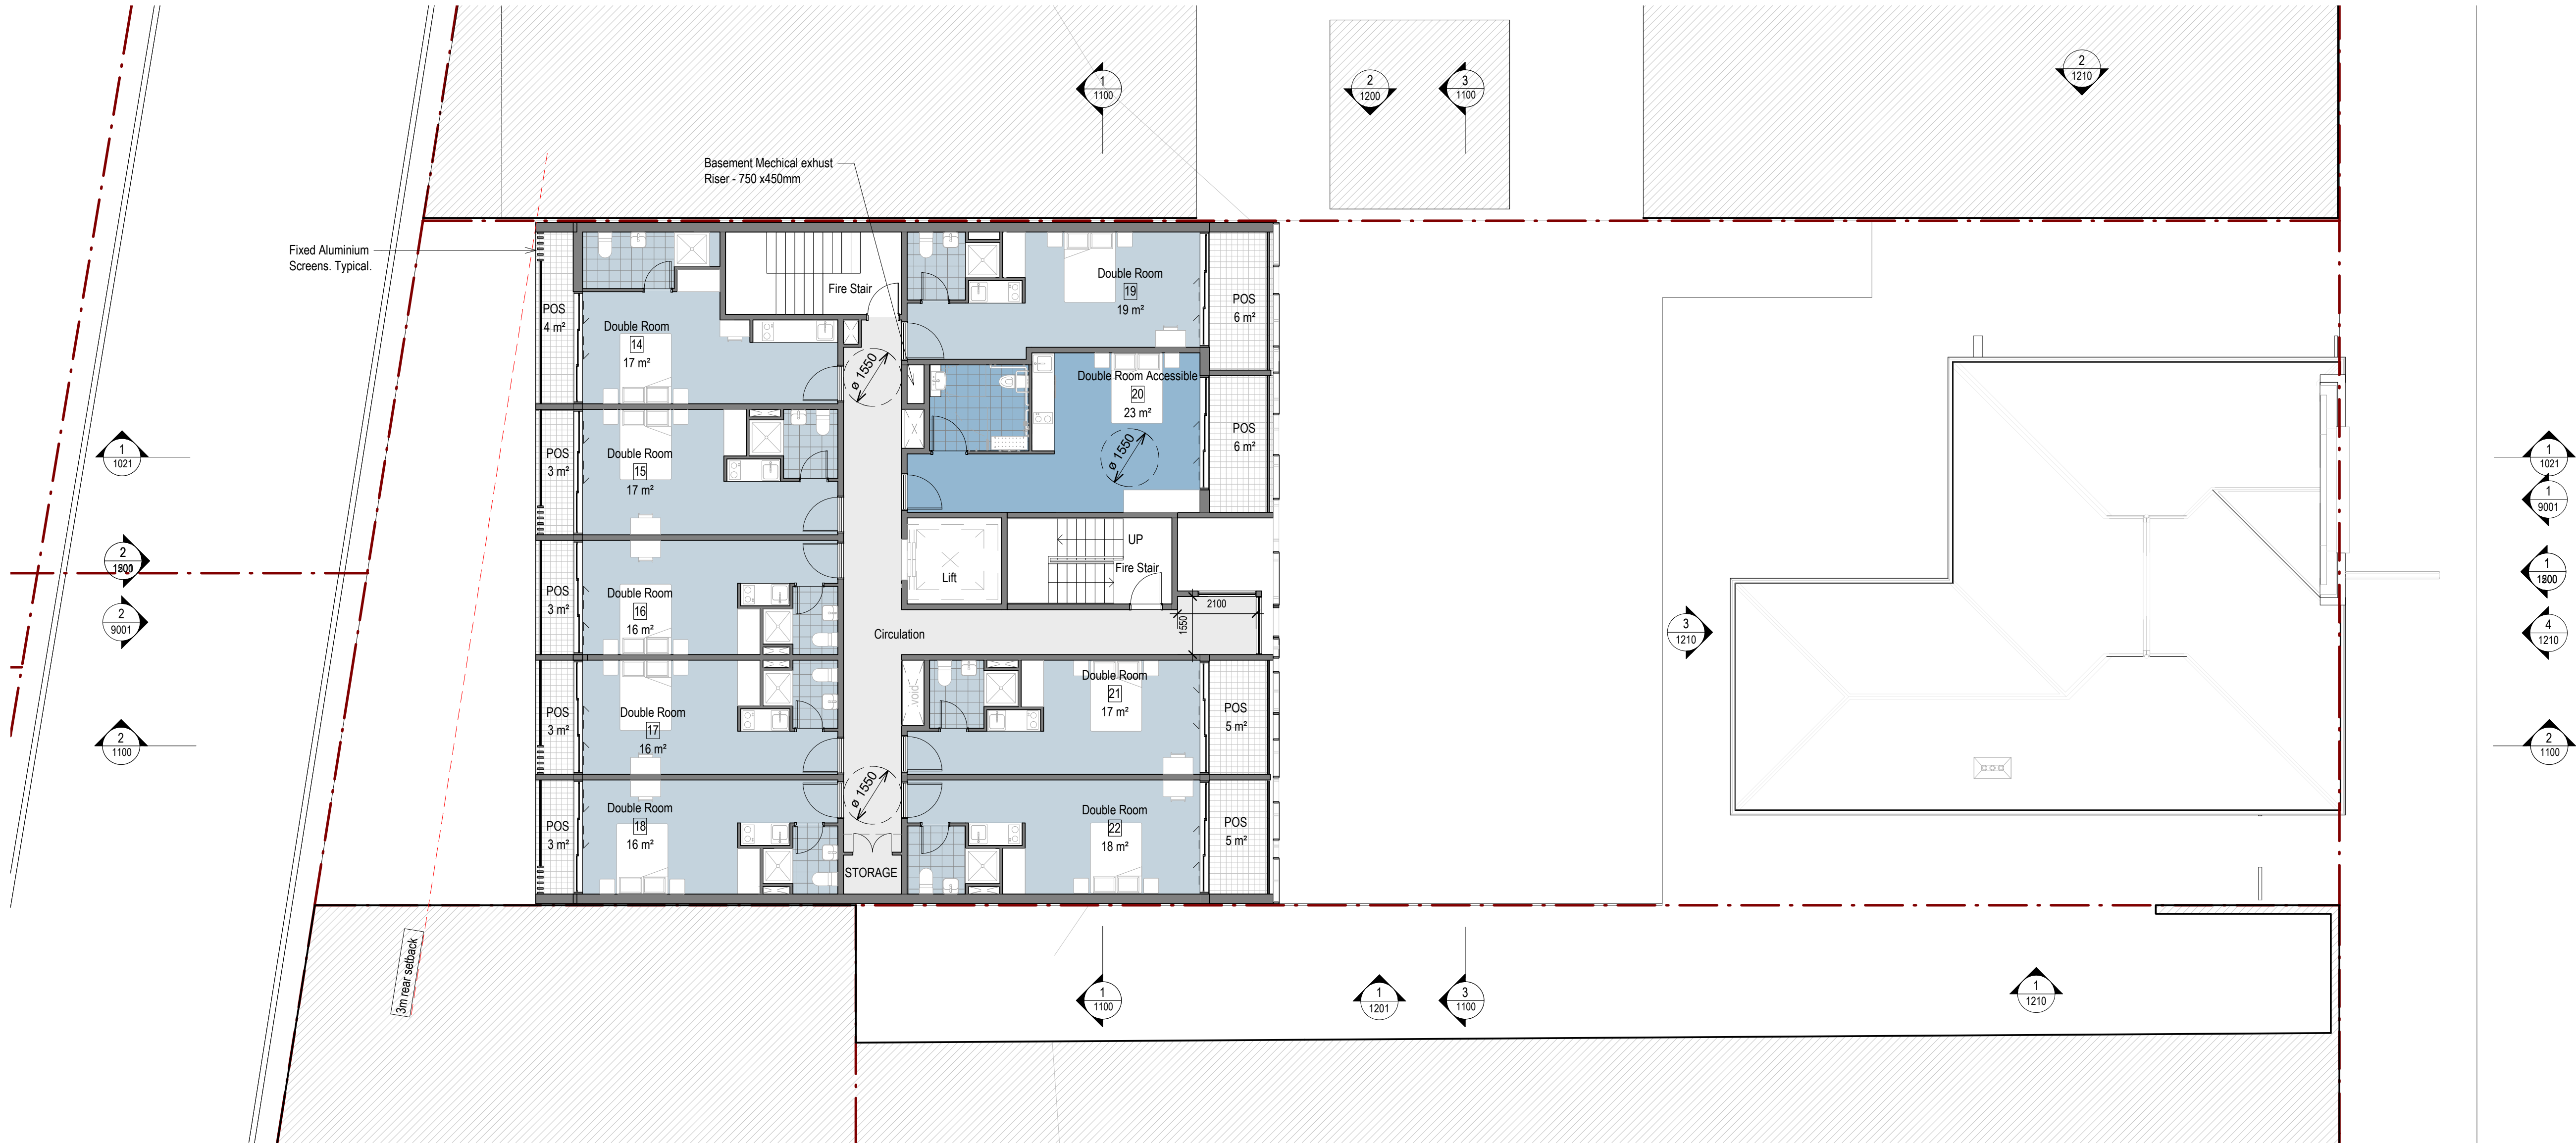 1
1100
2
1200
3
1100
2
1210
Basement Mechical exhust
Riser - 750 x450mm
Fixed Aluminium
Screens. Typical.
POS
4 m²
Double Room
14
17 m²
Fire Stair
Double Room
19
19 m²
POS
6 m²
ø 1550
Double Room Accessible
20
23 m²
POS
6 m²
ø 1550
POS
3 m²
Double Room
15
17 m²
1
1021
1
1021
1
9001
2
1
2
9001
POS
3 m²
Double Room
16
16 m²
Lift
UP
Fire Stair
2100
1550
Circulation
3
1210
4
1210
POS
3 m²
Double Room
17
16 m²
void
Double Room
21
17 m²
POS
5 m²
2
1100
2
1100
ø 1550
POS
3 m²
Double Room
18
16 m²
STORAGE
Double Room
22
18 m²
POS
5 m²
3m rear setback
1
1100
1
1201
3
1100
1
1210